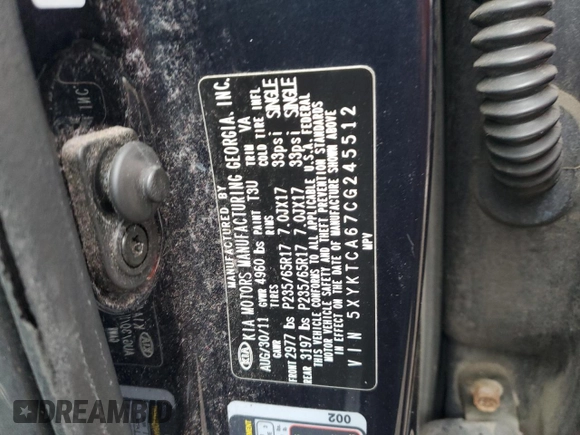 MANUFACTURED BY
KIA MOTORS MANUFACTURING GEORGIA, INC.
AUG/30/11 GVWR 4960 lbs PAINT T3U TRIM VA
GAWR TIRES RIMS COLD TIRE INFL
FRONT 2977 lbs P235/65R17 7.0JX17 33psi SINGLE
REAR 3197 lbs P235/65R17 7.0JX17 33psi SINGLE
THIS VEHICLE CONFORMS TO ALL APPLICABLE U.S.A. FEDERAL
MOTOR VEHICLE SAFETY AND THEFT PREVENTION STANDARDS
IN EFFECT ON THE DATE OF MANUFACTURE SHOWN ABOVE
VIN 5XYKTCA67CG245512
MPV
002
DREAMBID